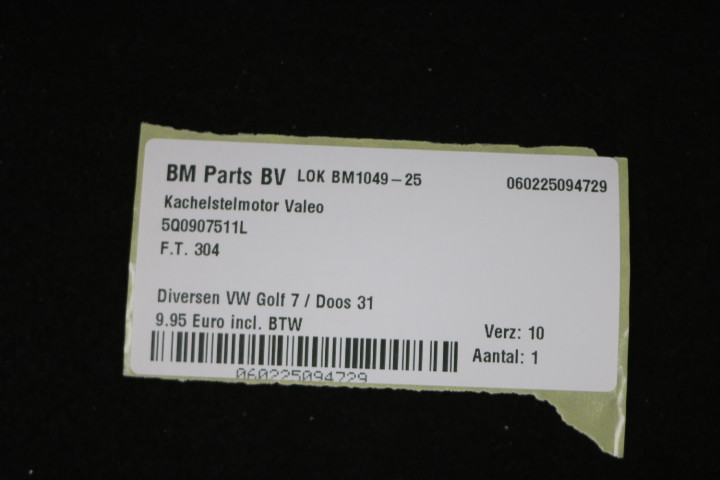 BM Parts BV LOK BM1049-25 060225094729
Kachelstelmotor Valeo
5Q0907511L
F.T. 304
Diversen VW Golf 7 / Doos 31
9.95 Euro incl. BTW
Verz: 10
Aantal: 1
060225094729